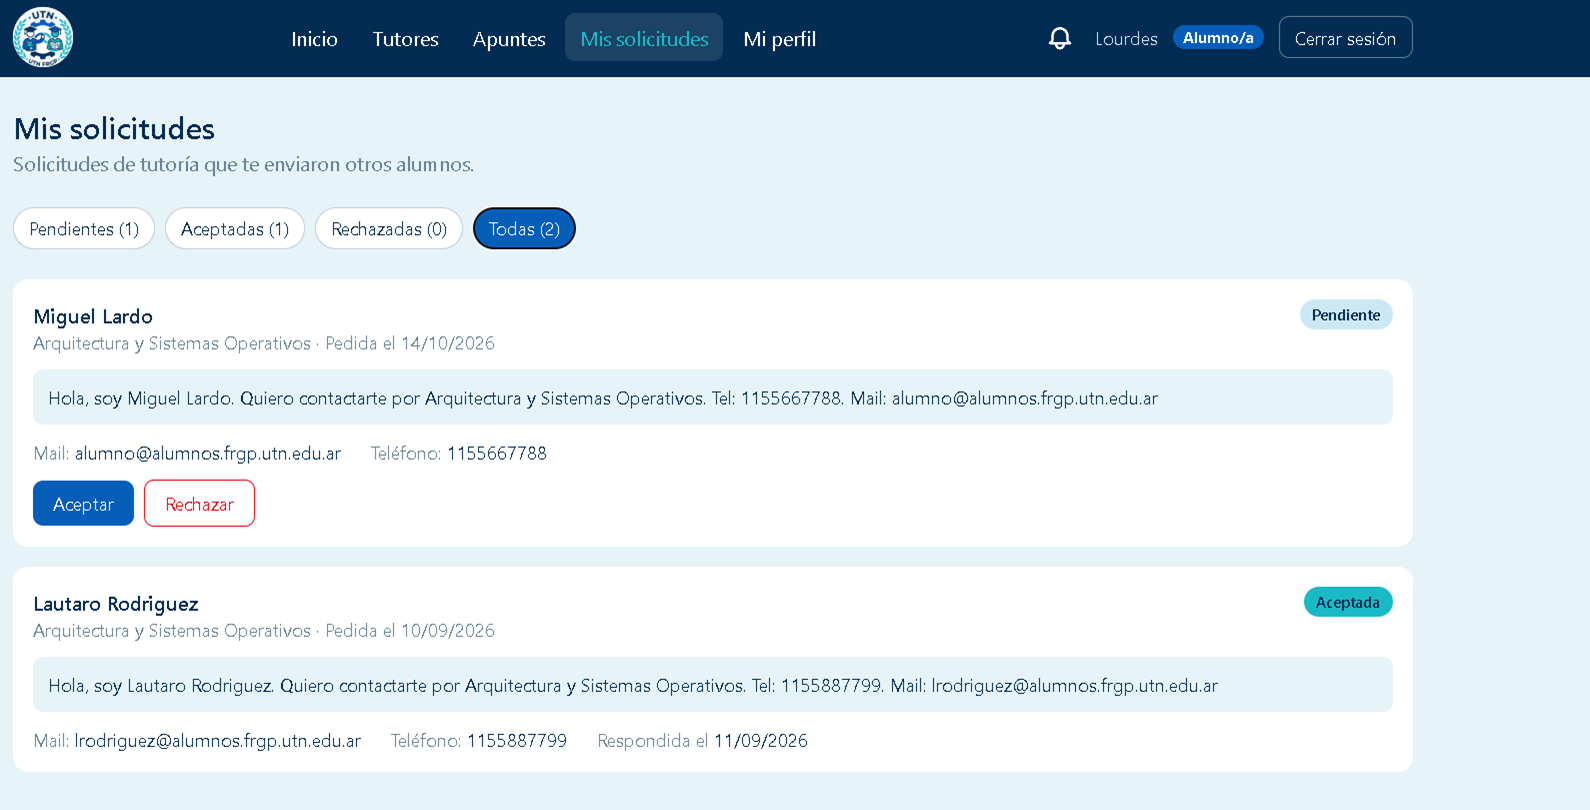 UTN
UTN FRGP
Inicio Tutores Apuntes Mis solicitudes Mi perfil Lourdes Alumno/a Cerrar sesión
Mis solicitudes
Solicitudes de tutoría que te enviaron otros alumnos.
Pendientes (1) Aceptadas (1) Rechazadas (0) Todas (2)
Miguel Lardo Pendiente
Arquitectura y Sistemas Operativos · Pedida el 14/10/2026
Hola, soy Miguel Lardo. Quiero contactarte por Arquitectura y Sistemas Operativos. Tel: 1155667788. Mail: alumno@alumnos.frgp.utn.edu.ar
Mail: alumno@alumnos.frgp.utn.edu.ar Teléfono: 1155667788
Aceptar Rechazar
Lautaro Rodriguez Aceptada
Arquitectura y Sistemas Operativos · Pedida el 10/09/2026
Hola, soy Lautaro Rodriguez. Quiero contactarte por Arquitectura y Sistemas Operativos. Tel: 1155887799. Mail: lrodriguez@alumnos.frgp.utn.edu.ar
Mail: lrodriguez@alumnos.frgp.utn.edu.ar Teléfono: 1155887799 Respondida el 11/09/2026